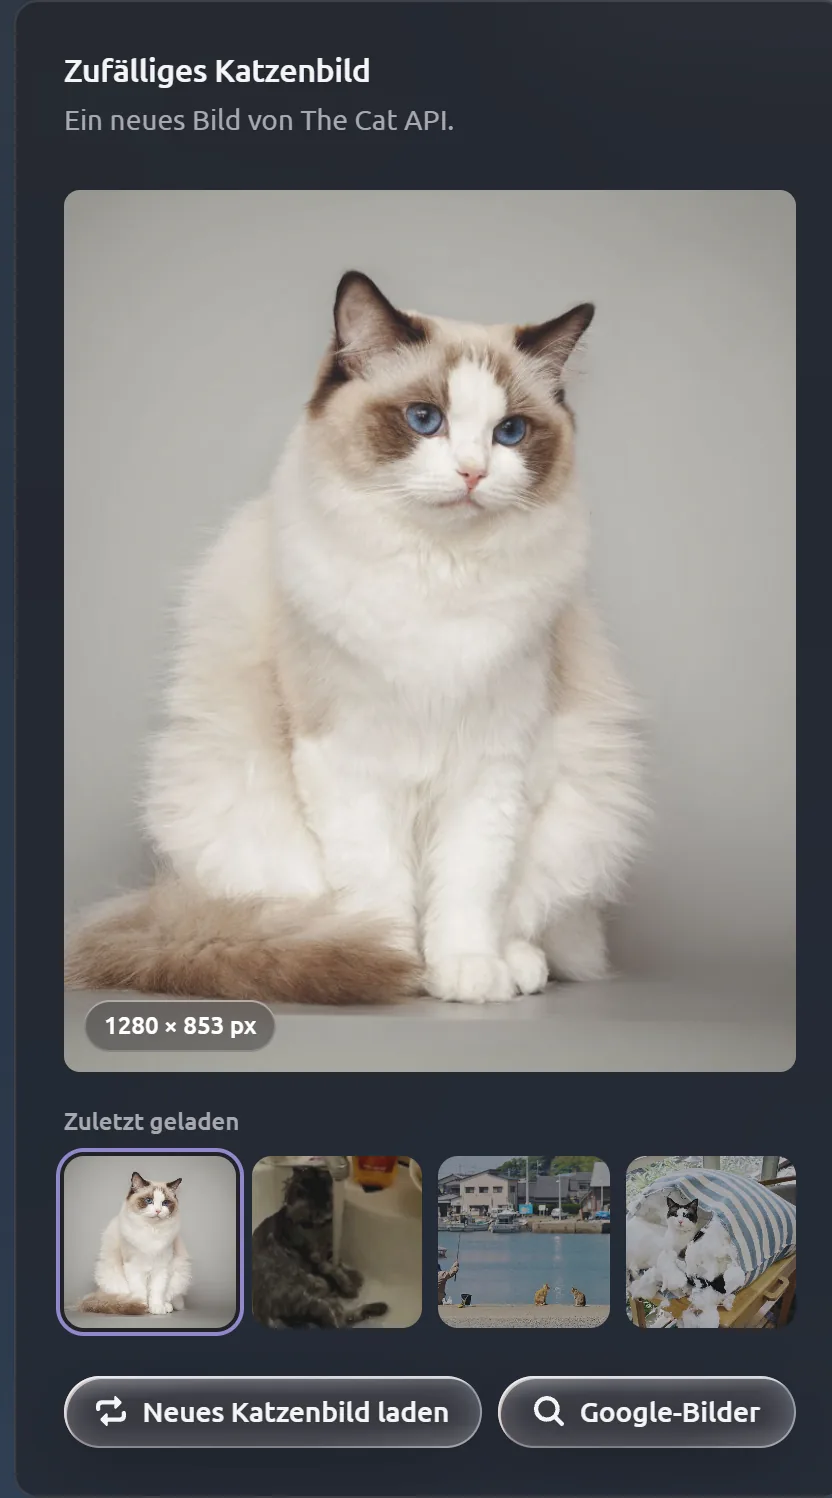 Zufälliges Katzenbild
Ein neues Bild von The Cat API.
1280 × 853 px
Zuletzt geladen
Neues Katzenbild laden
Google-Bilder